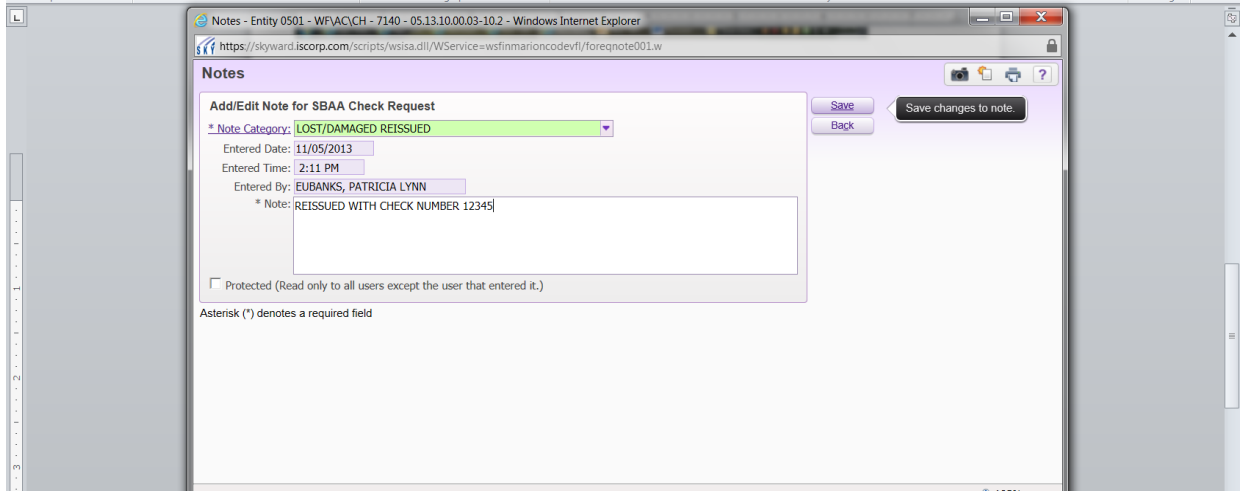 L
Notes - Entity 0501 - WF\AC\CH - 7140 - 05.13.10.00.03-10.2 - Windows Internet Explorer
https://skyward.iscorp.com/scripts/wsisa.dll/WService=wsfinmarioncodevfl/foreqnote001.w
Notes
Add/Edit Note for SBAA Check Request
Save
Save changes to note.
* Note Category: LOST/DAMAGED REISSUED
Back
Entered Date: 11/05/2013
Entered Time: 2:11 PM
Entered By: EUBANKS, PATRICIA LYNN
* Note: REISSUED WITH CHECK NUMBER 12345
Protected (Read only to all users except the user that entered it.)
Asterisk (*) denotes a required field
1
2
3